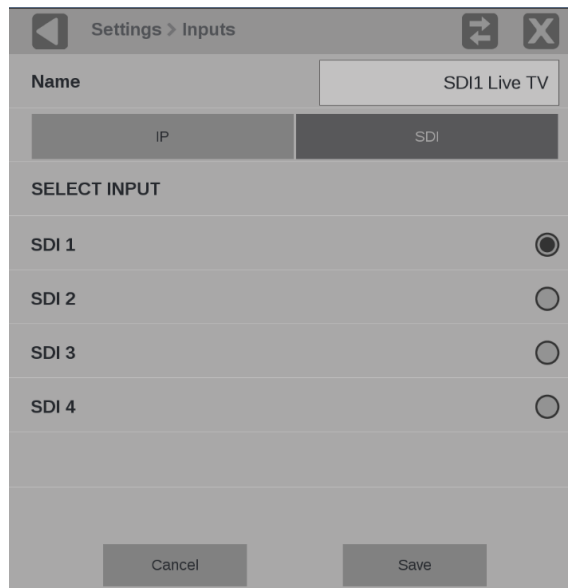 Settings > Inputs
Name
SDI1 Live TV
IP
SDI
SELECT INPUT
SDI 1
SDI 2
SDI 3
SDI 4
Cancel
Save